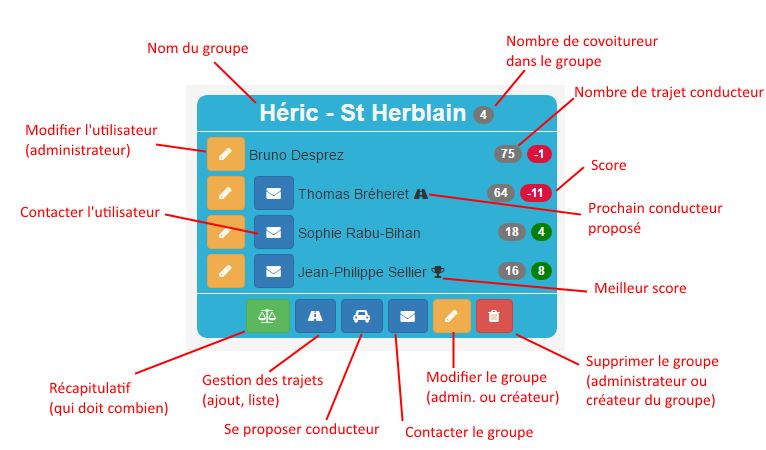 Nom du groupe
Nombre de covoitureur
dans le groupe
Héric - St Herblain 4
Nombre de trajet conducteur
Modifier l'utilisateur
(administrateur)
Bruno Desprez 75 -1
Score
Thomas Bréheret 64 -11
Contacter l'utilisateur
Prochain conducteur
proposé
Sophie Rabu-Bihan 18 4
Jean-Philippe Sellier 16 8
Meilleur score
Récapitulatif
(qui doit combien)
Gestion des trajets
(ajout, liste)
Se proposer conducteur
Contacter le groupe
Modifier le groupe
(admin. ou créateur)
Supprimer le groupe
(administrateur ou
créateur du groupe)